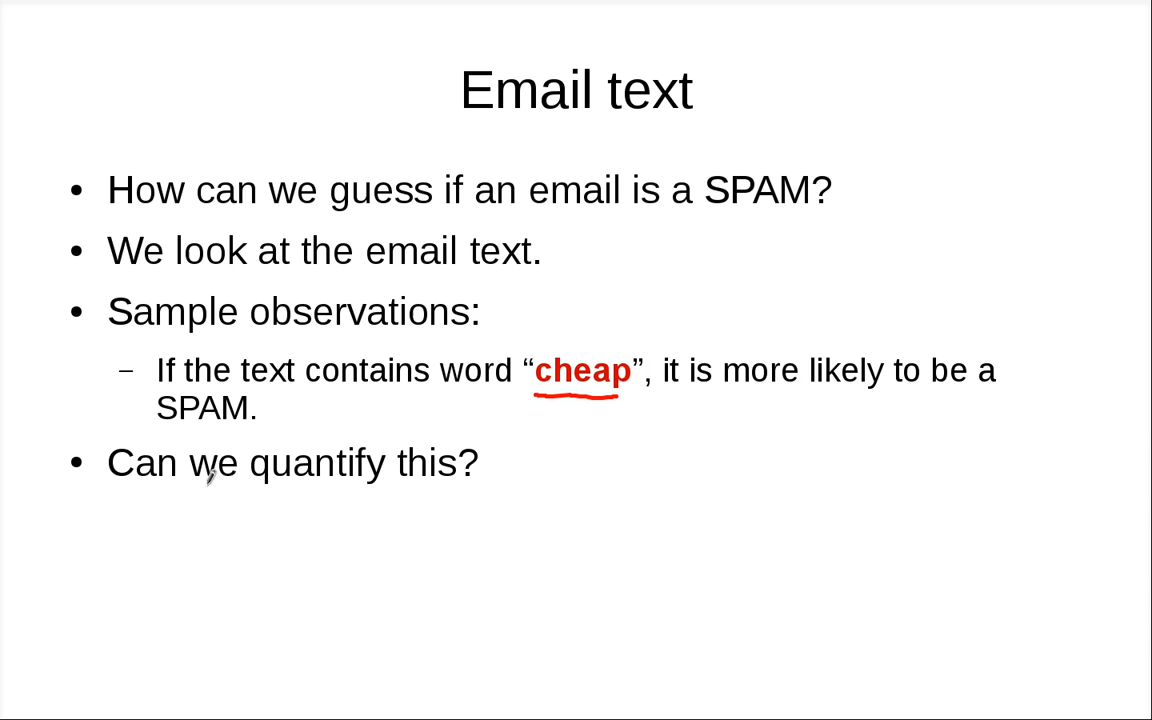 Email text
• How can we guess if an email is a SPAM?
• We look at the email text.
• Sample observations:
– If the text contains word “cheap”, it is more likely to be a
SPAM.
• Can we quantify this?